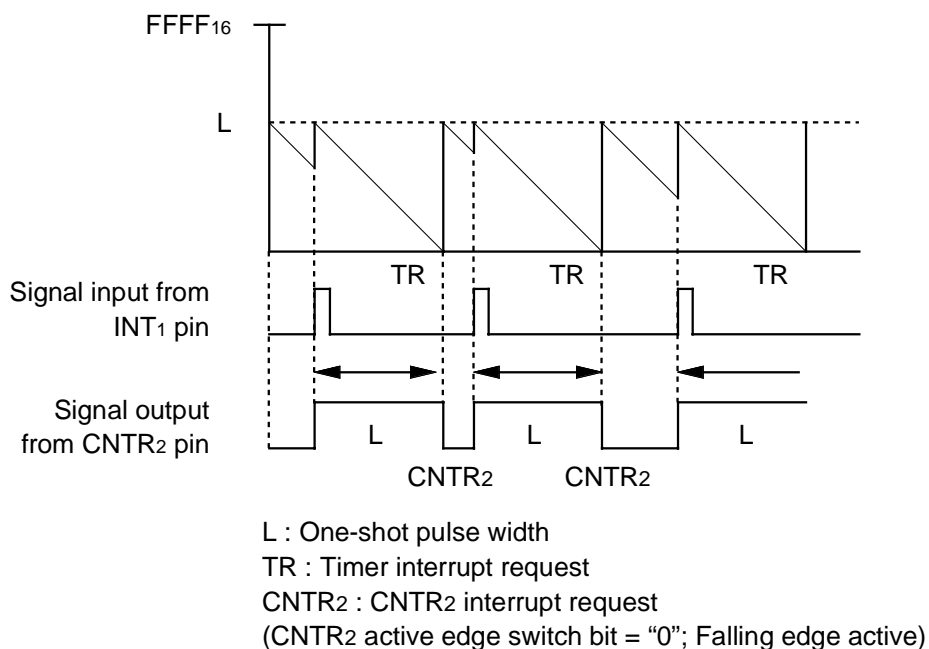 FFFF16
L
TR TR TR
Signal input from
INT1 pin
Signal output
from CNTR2 pin
L L L
CNTR2 CNTR2
L : One-shot pulse width
TR : Timer interrupt request
CNTR2 : CNTR2 interrupt request
(CNTR2 active edge switch bit = “0”; Falling edge active)